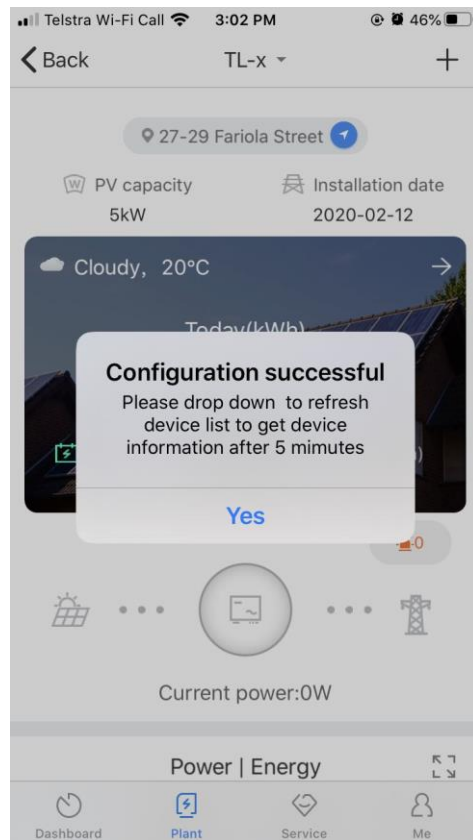 Telstra Wi-Fi Call 3:02 PM 46%
Back TL-x +
27-29 Fariola Street
PV capacity Installation date
5kW 2020-02-12
Cloudy, 20°C
Today(kWh)
Configuration successful
Please drop down to refresh
device list to get device
information after 5 mimutes
)
Yes
0
Current power:0W
Power | Energy
Dashboard Plant Service Me